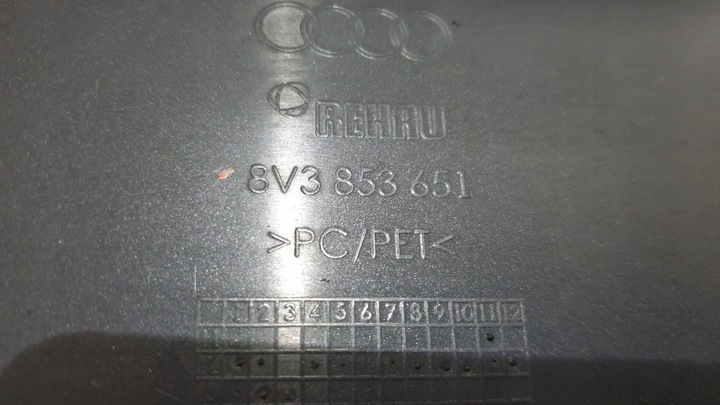 REHAU
8V3 853 651
>PC/PET<
1 2 3 4 5 6 7 8 9 10 11 12